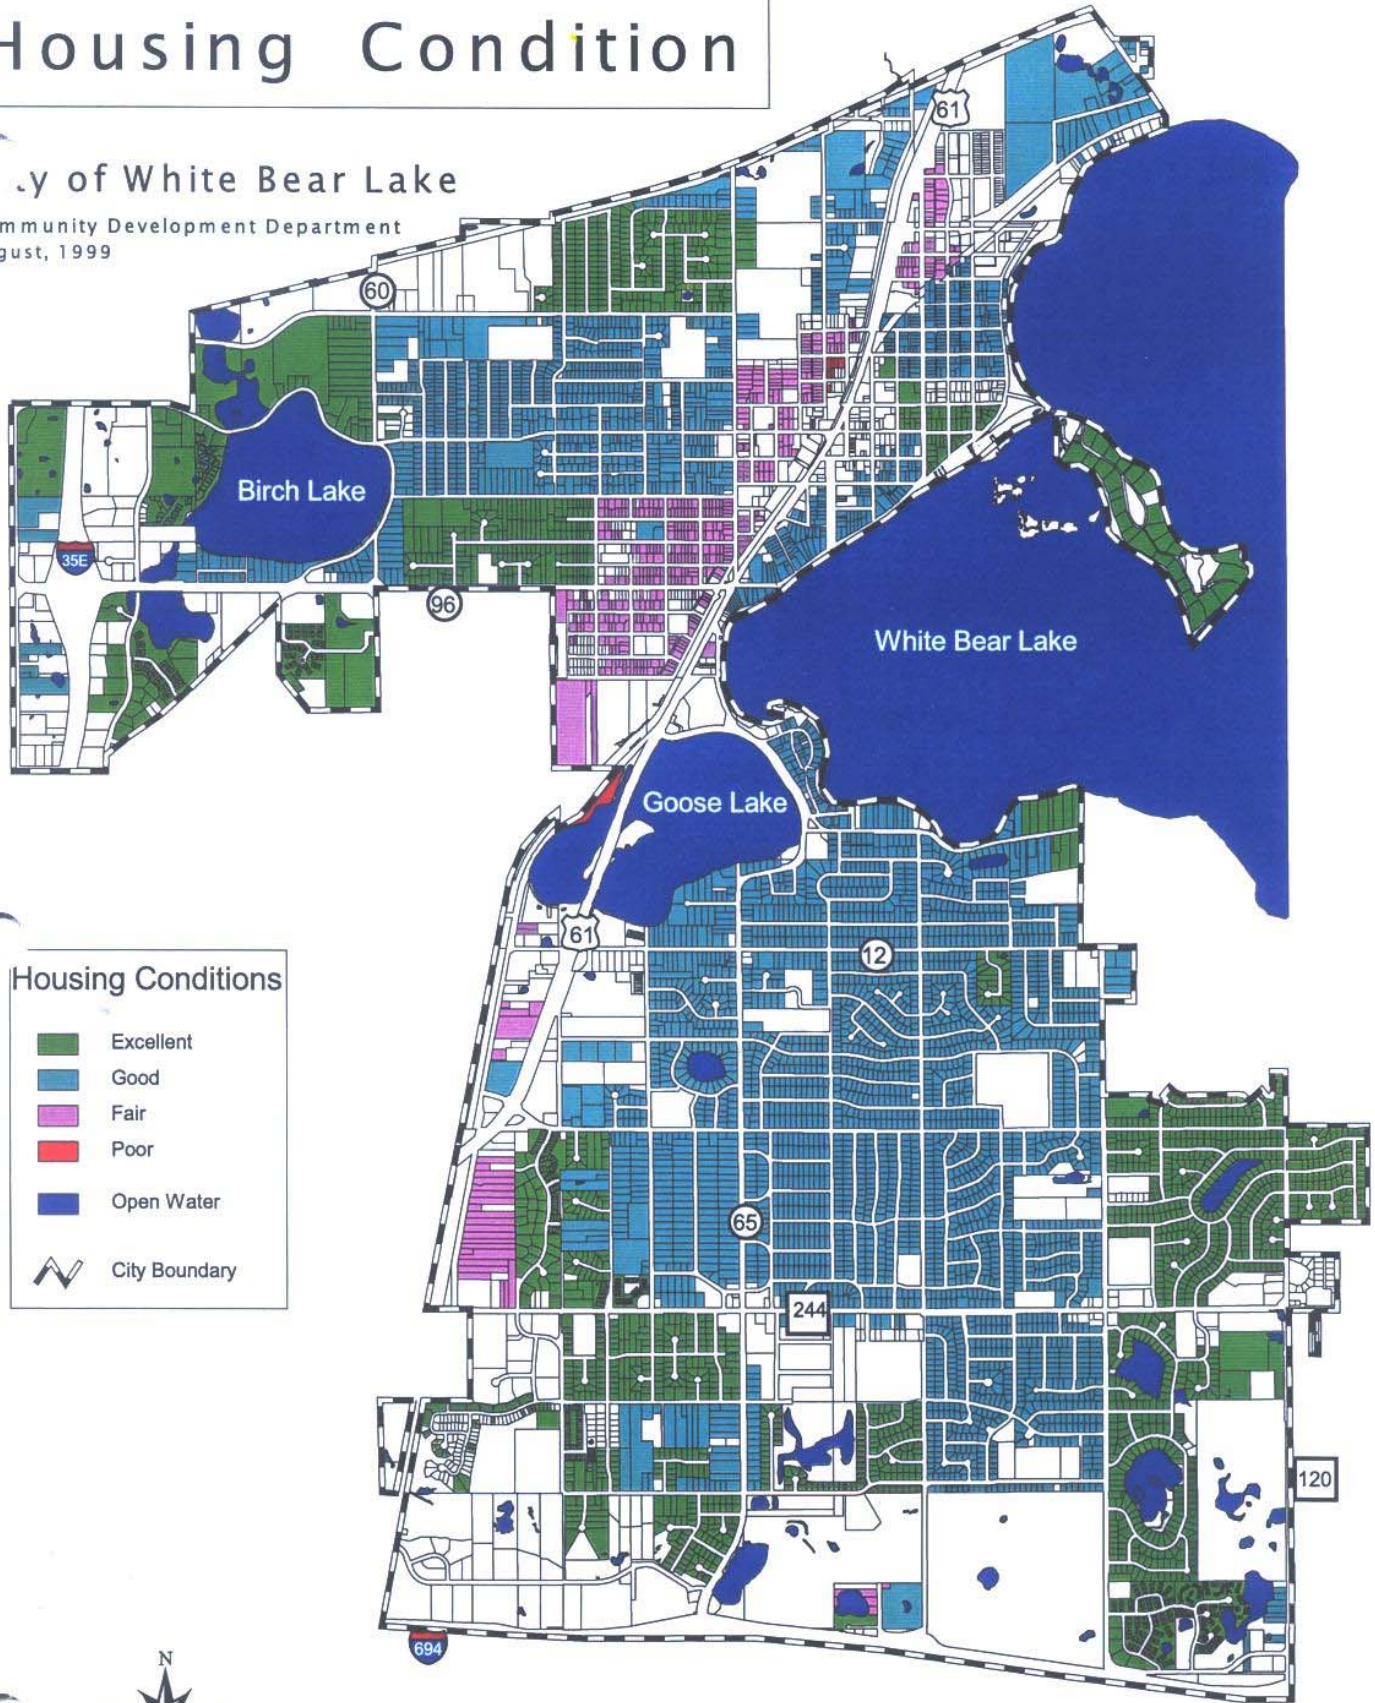 Housing Condition
.y of White Bear Lake
mmunity Development Department
gust, 1999
61
60
Birch Lake
35E
96
White Bear Lake
Goose Lake
61
12
Housing Conditions
Excellent
Good
Fair
Poor
Open Water
City Boundary
65
244
120
694
N